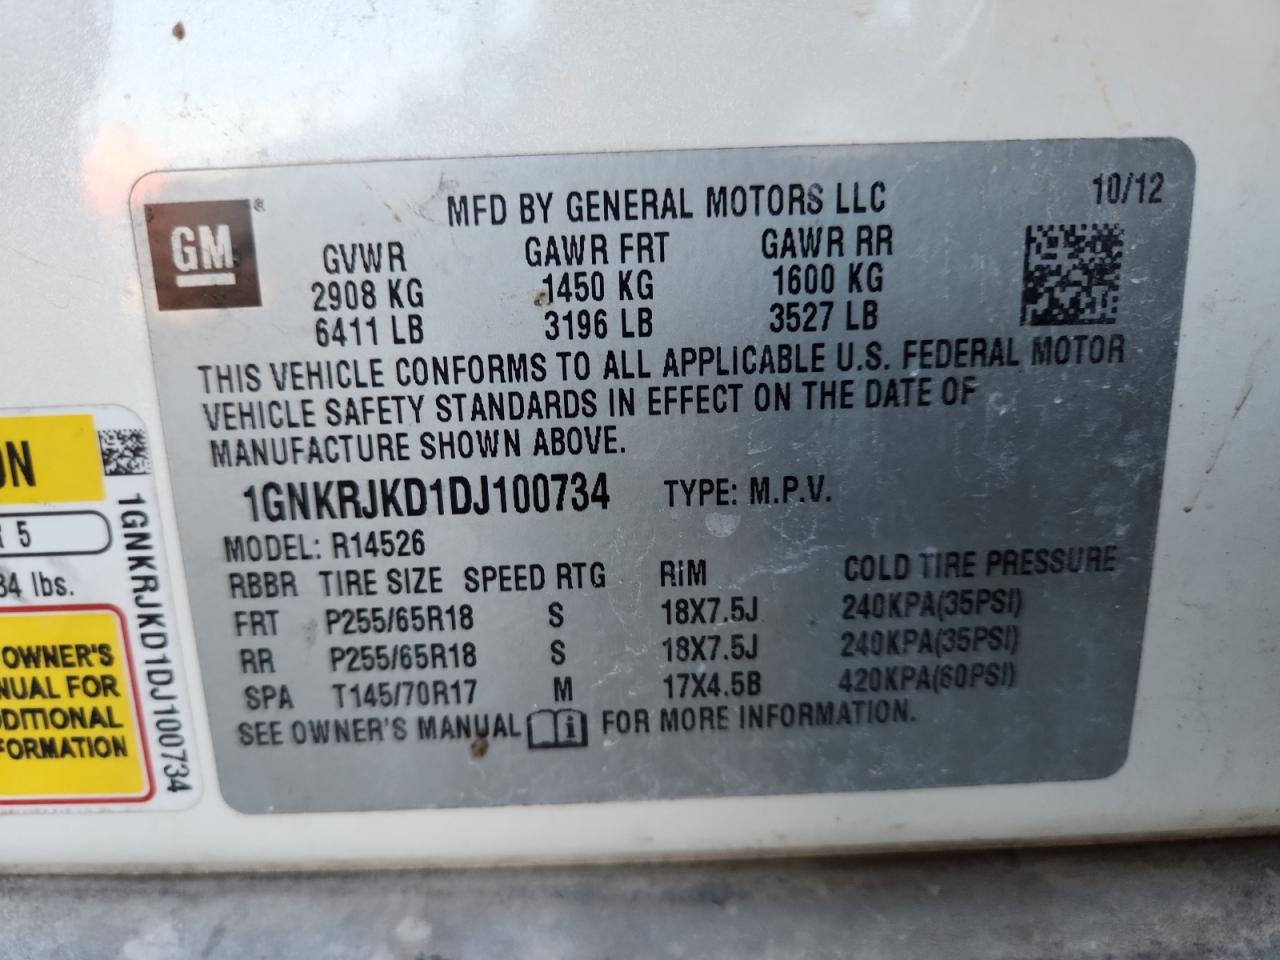 MFD BY GENERAL MOTORS LLC 10/12
GM ®
GVWR GAWR FRT GAWR RR
2908 KG 1450 KG 1600 KG
6411 LB 3196 LB 3527 LB
THIS VEHICLE CONFORMS TO ALL APPLICABLE U.S. FEDERAL MOTOR
VEHICLE SAFETY STANDARDS IN EFFECT ON THE DATE OF
MANUFACTURE SHOWN ABOVE.
1GNKRJKD1DJ100734 TYPE: M.P.V.
MODEL: R14526
RBBR TIRE SIZE SPEED RTG RIM COLD TIRE PRESSURE
FRT P255/65R18 S 18X7.5J 240KPA(35PSI)
RR P255/65R18 S 18X7.5J 240KPA(35PSI)
SPA T145/70R17 M 17X4.5B 420KPA(60PSI)
SEE OWNER'S MANUAL i FOR MORE INFORMATION.
ON
R 5
34 lbs.
OWNER'S
NUAL FOR
DDITIONAL
FORMATION
1GNKRJKD1DJ100734